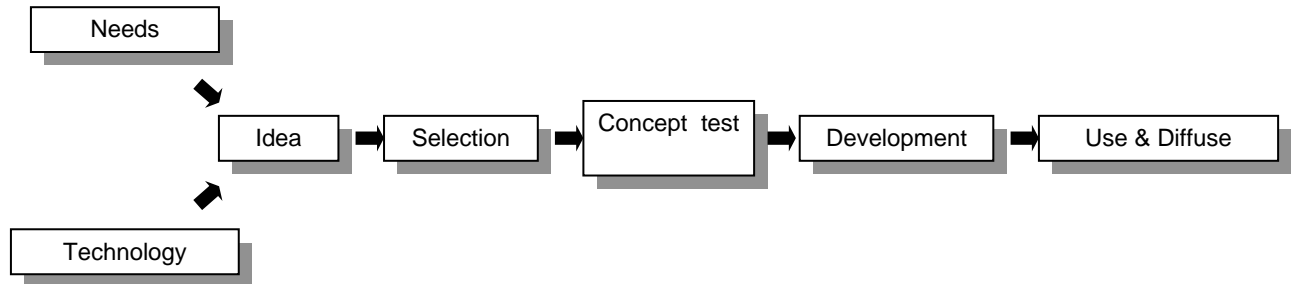 Needs
Idea
Selection
Concept test
Development
Use & Diffuse
Technology